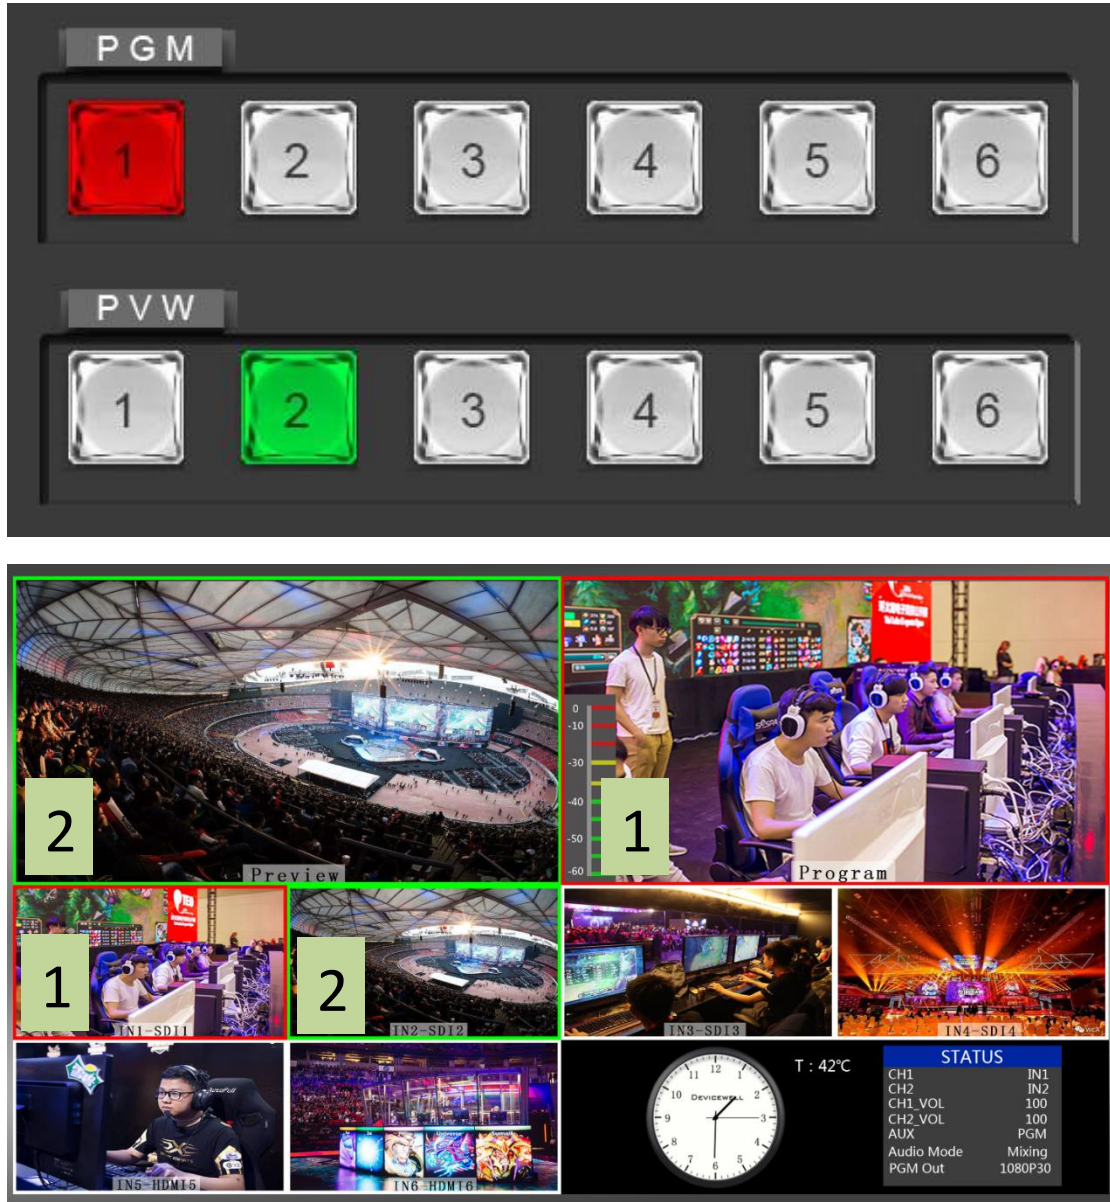 PGM
1 2 3 4 5 6
PVW
1 2 3 4 5 6
0
-10
-30
-40
-50
-60
2
1
Preview
Program
TED
1
2
IN1-SDI1
IN2-SDI2
IN3-SDI3
IN4-SDI4
IN5-HDMI5
IN6-HDMI6
11 12 1
10 2
DEVICEWELL
9 3
8 4
7 6 5
T : 42℃
STATUS
CH1 IN1
CH2 IN2
CH1_VOL 100
CH2_VOL 100
AUX PGM
Audio Mode Mixing
PGM Out 1080P30